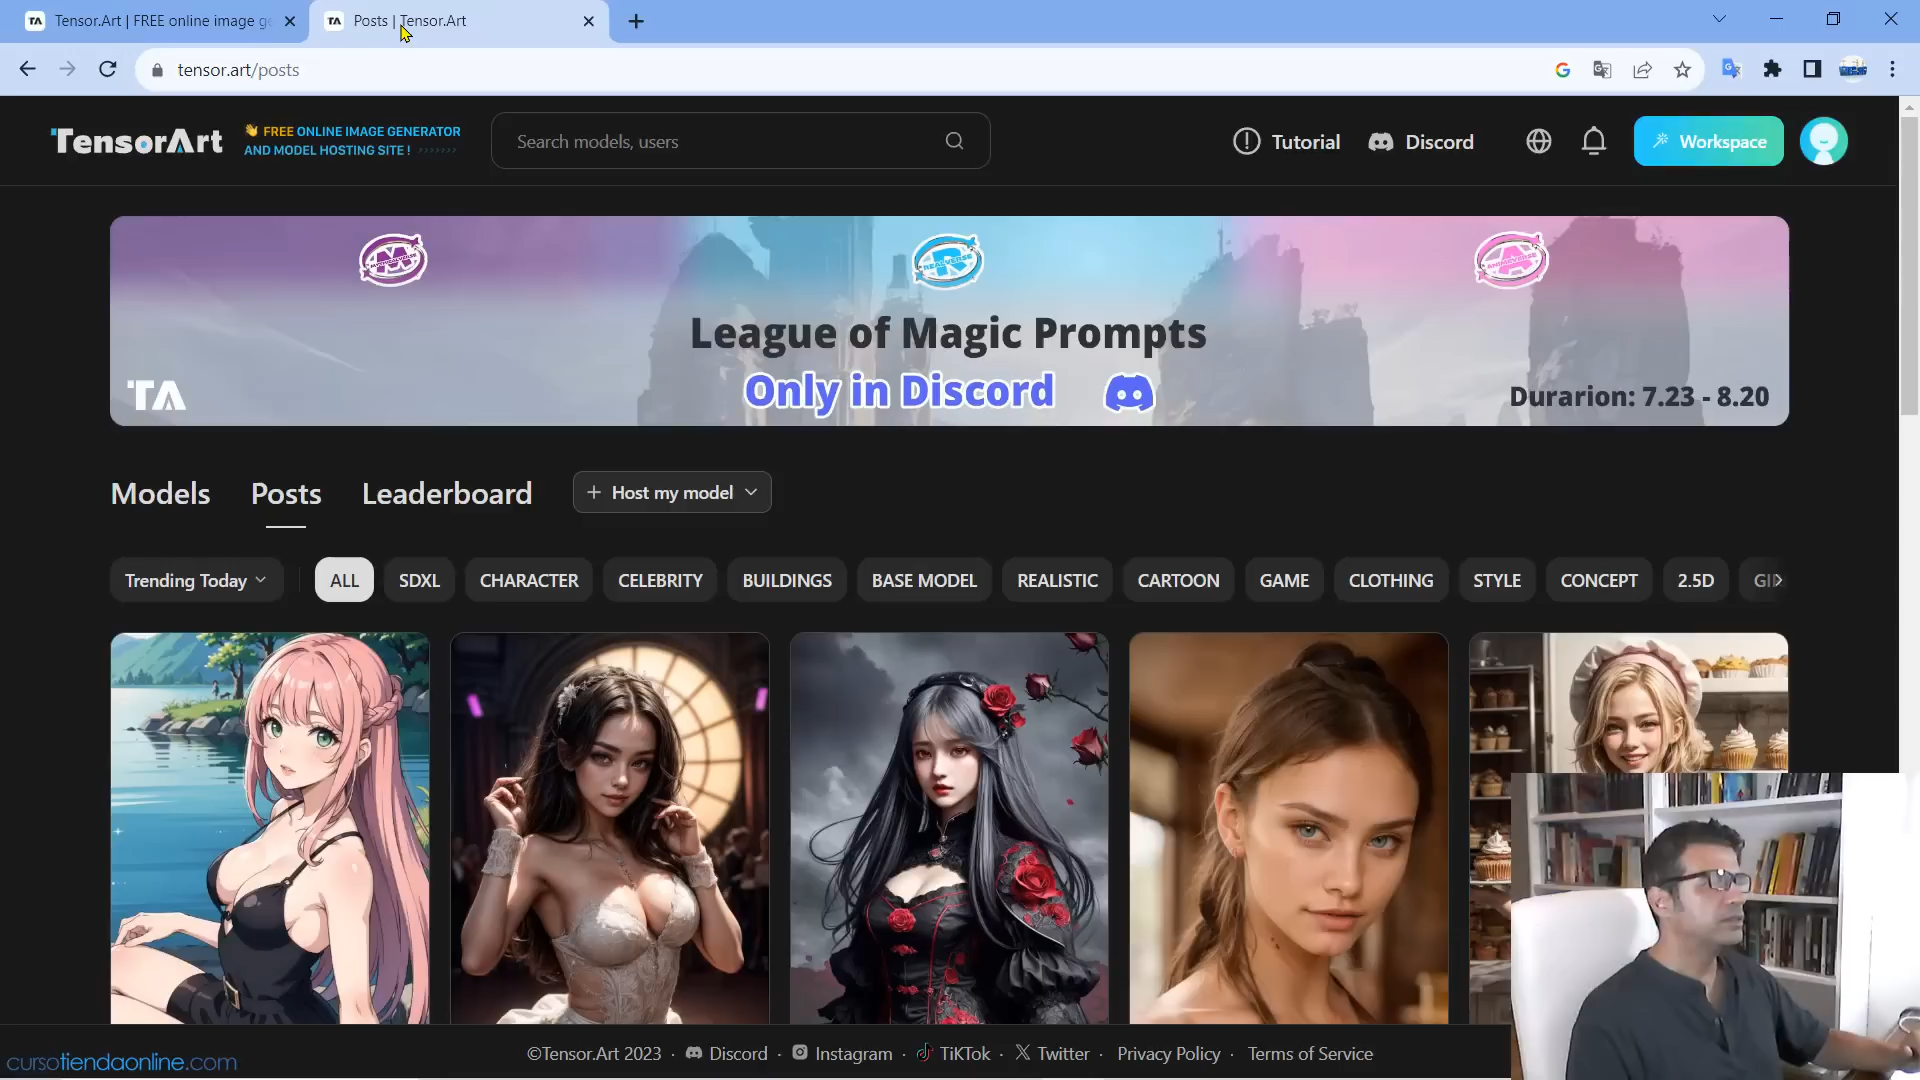 Tensor.Art | FREE online image ge
Posts | Tensor.Art
tensor.art/posts
TensorArt
FREE ONLINE IMAGE GENERATOR
AND MODEL HOSTING SITE !
Search models, users
Tutorial
Discord
Workspace
REALVERSE
League of Magic Prompts
Only in Discord
TA
Durarion: 7.23 - 8.20
Models
Posts
Leaderboard
+ Host my model
Trending Today
ALL
SDXL
CHARACTER
CELEBRITY
BUILDINGS
BASE MODEL
REALISTIC
CARTOON
GAME
CLOTHING
STYLE
CONCEPT
2.5D
©Tensor.Art 2023 · Discord · Instagram · TiKTok · Twitter · Privacy Policy · Terms of Service
cursotiendaonline.com